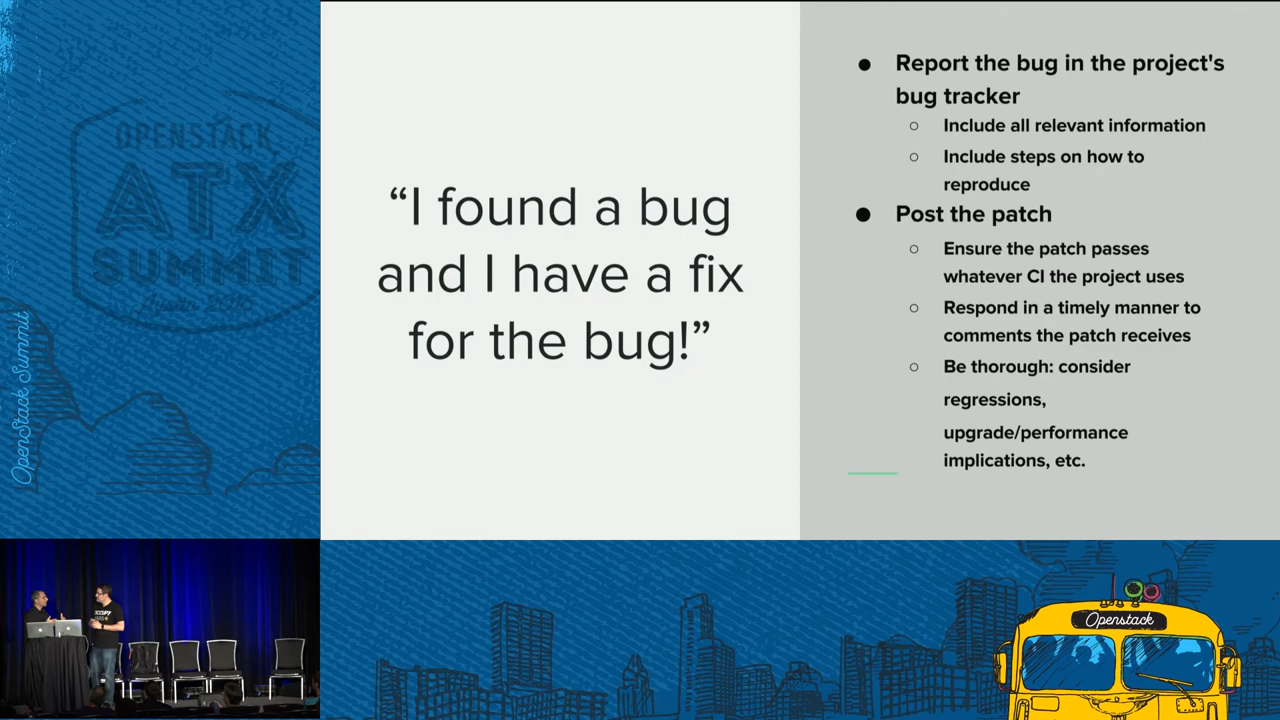 OPENSTACK
ATX
SUMMIT
Austin 2016
OpenStack Summit
“I found a bug
and I have a fix
for the bug!”
● Report the bug in the project's
bug tracker
○ Include all relevant information
○ Include steps on how to
reproduce
● Post the patch
○ Ensure the patch passes
whatever CI the project uses
○ Respond in a timely manner to
comments the patch receives
○ Be thorough: consider
regressions,
upgrade/performance
implications, etc.
Openstack